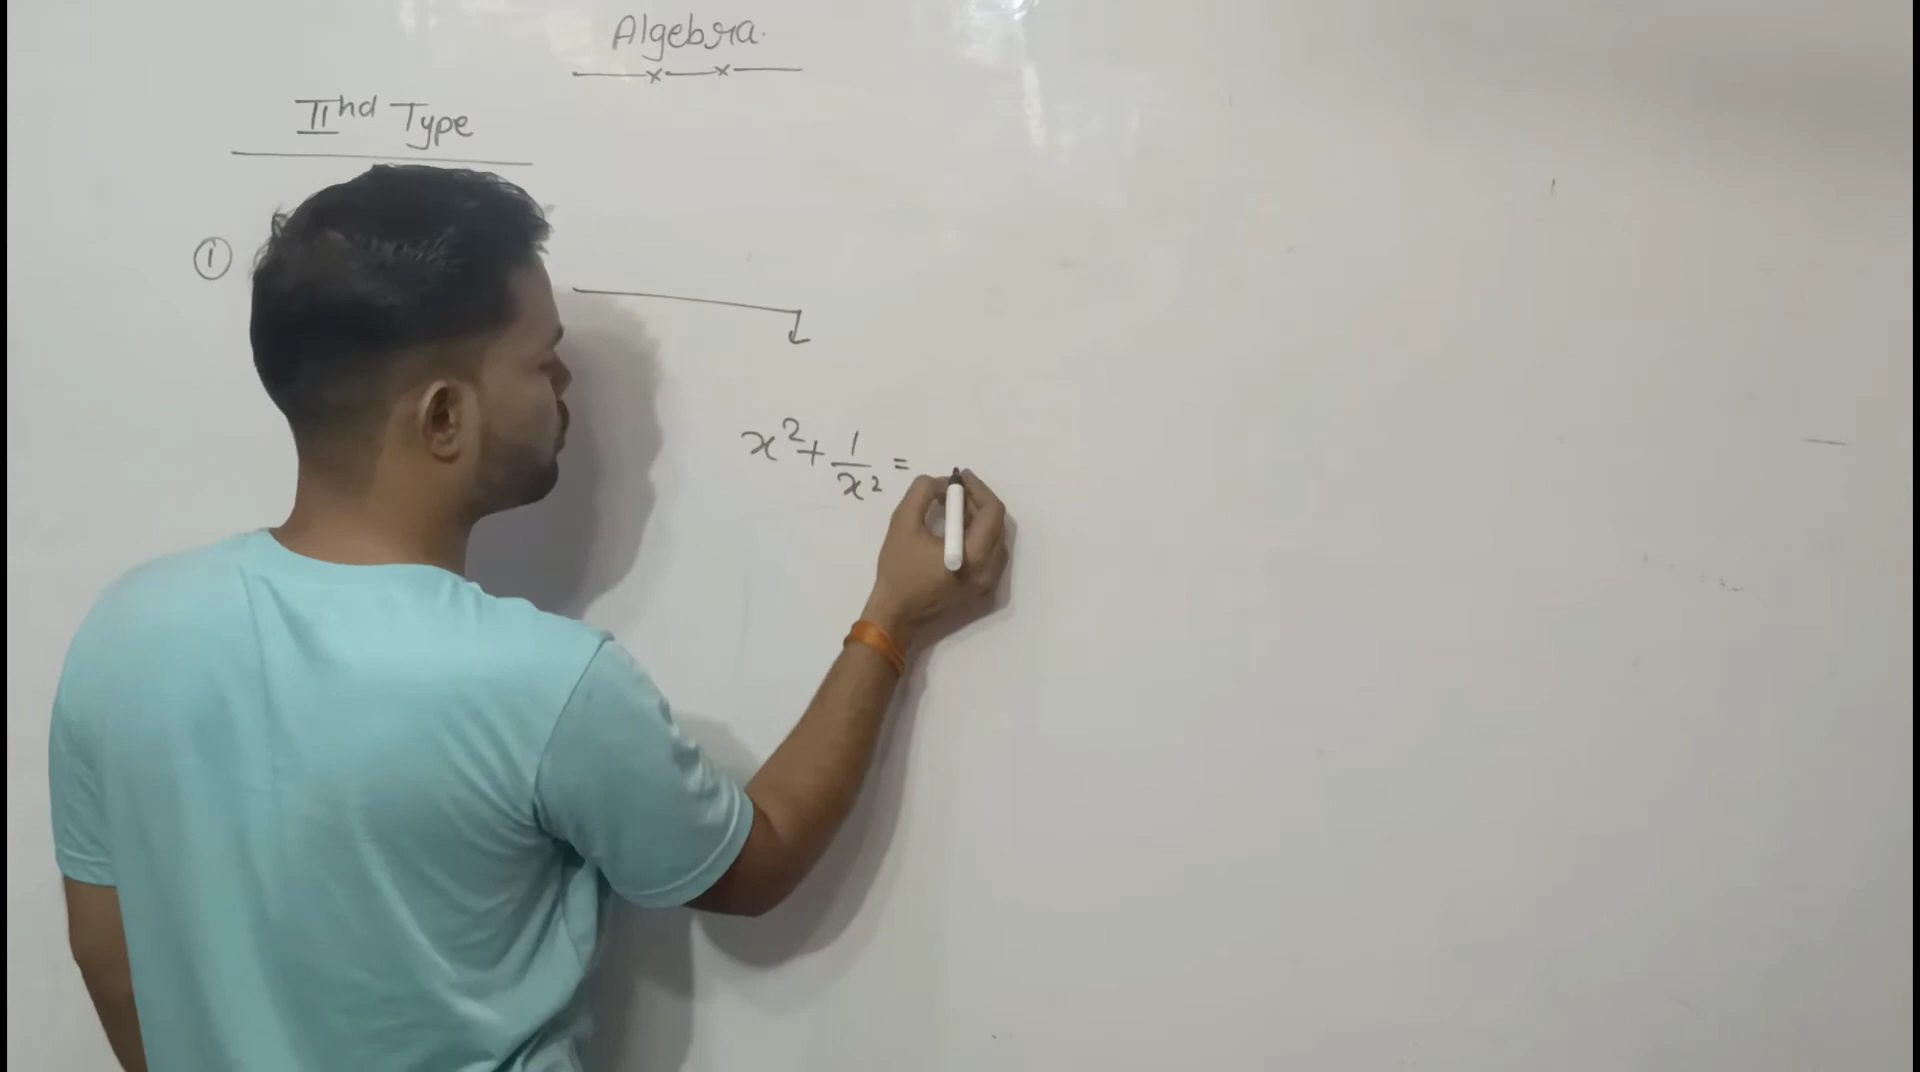 Algebra.
IInd Type
①
x² + 1/x² =